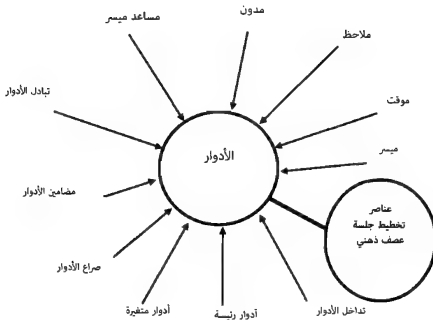 مدون
مساعد ميسر
ملاحظ
تبادل الأدوار
موقت
الأدوار
ميسر
مضامين الأدوار
عناصر
تخطيط جلسة
عصف ذهني
صراع الأدوار
أدوار متغيرة
أدوار رئيسة
تداخل الأدوار